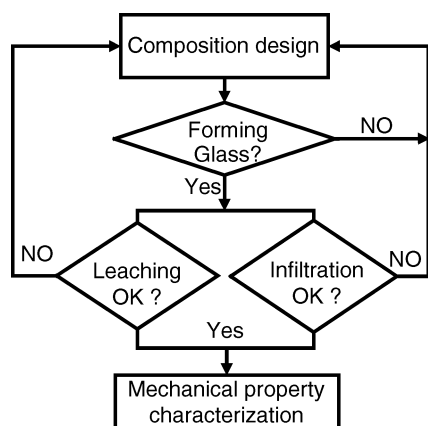 Composition design
Forming
Glass?
NO
Yes
NO
Leaching
OK ?
Infiltration
OK ?
NO
Yes
Mechanical property
characterization